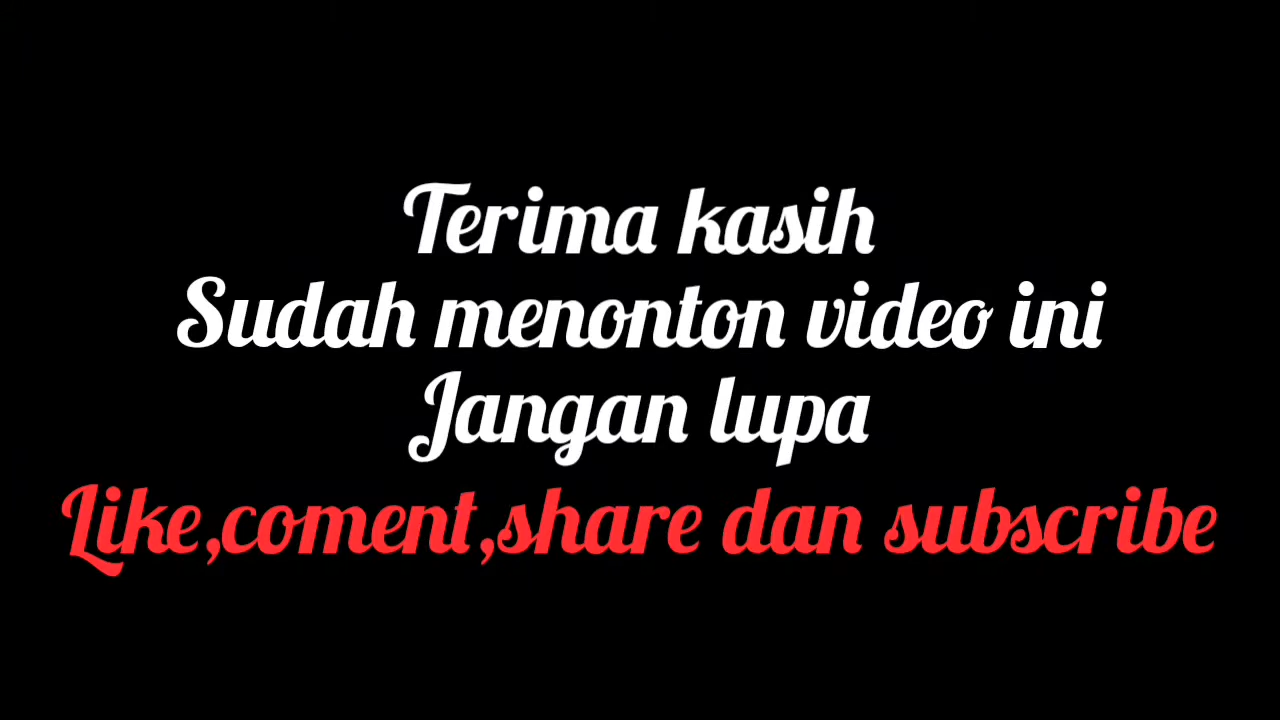 Terima kasih
Sudah menonton video ini
Jangan lupa
Like,coment,share dan subscribe